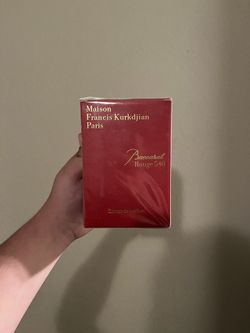 Maison
Francis Kurkdjian
Paris
Baccarat
Rouge 540